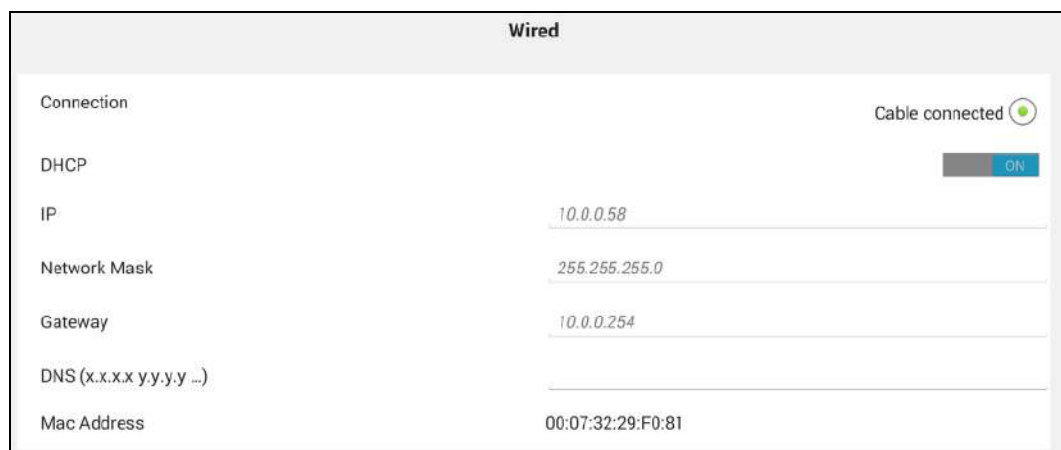 Wired
Connection
Cable connected
DHCP
ON
IP
10.0.0.58
Network Mask
255.255.255.0
Gateway
10.0.0.254
DNS (x.x.x.x y.y.y.y ...)
Mac Address
00:07:32:29:F0:81